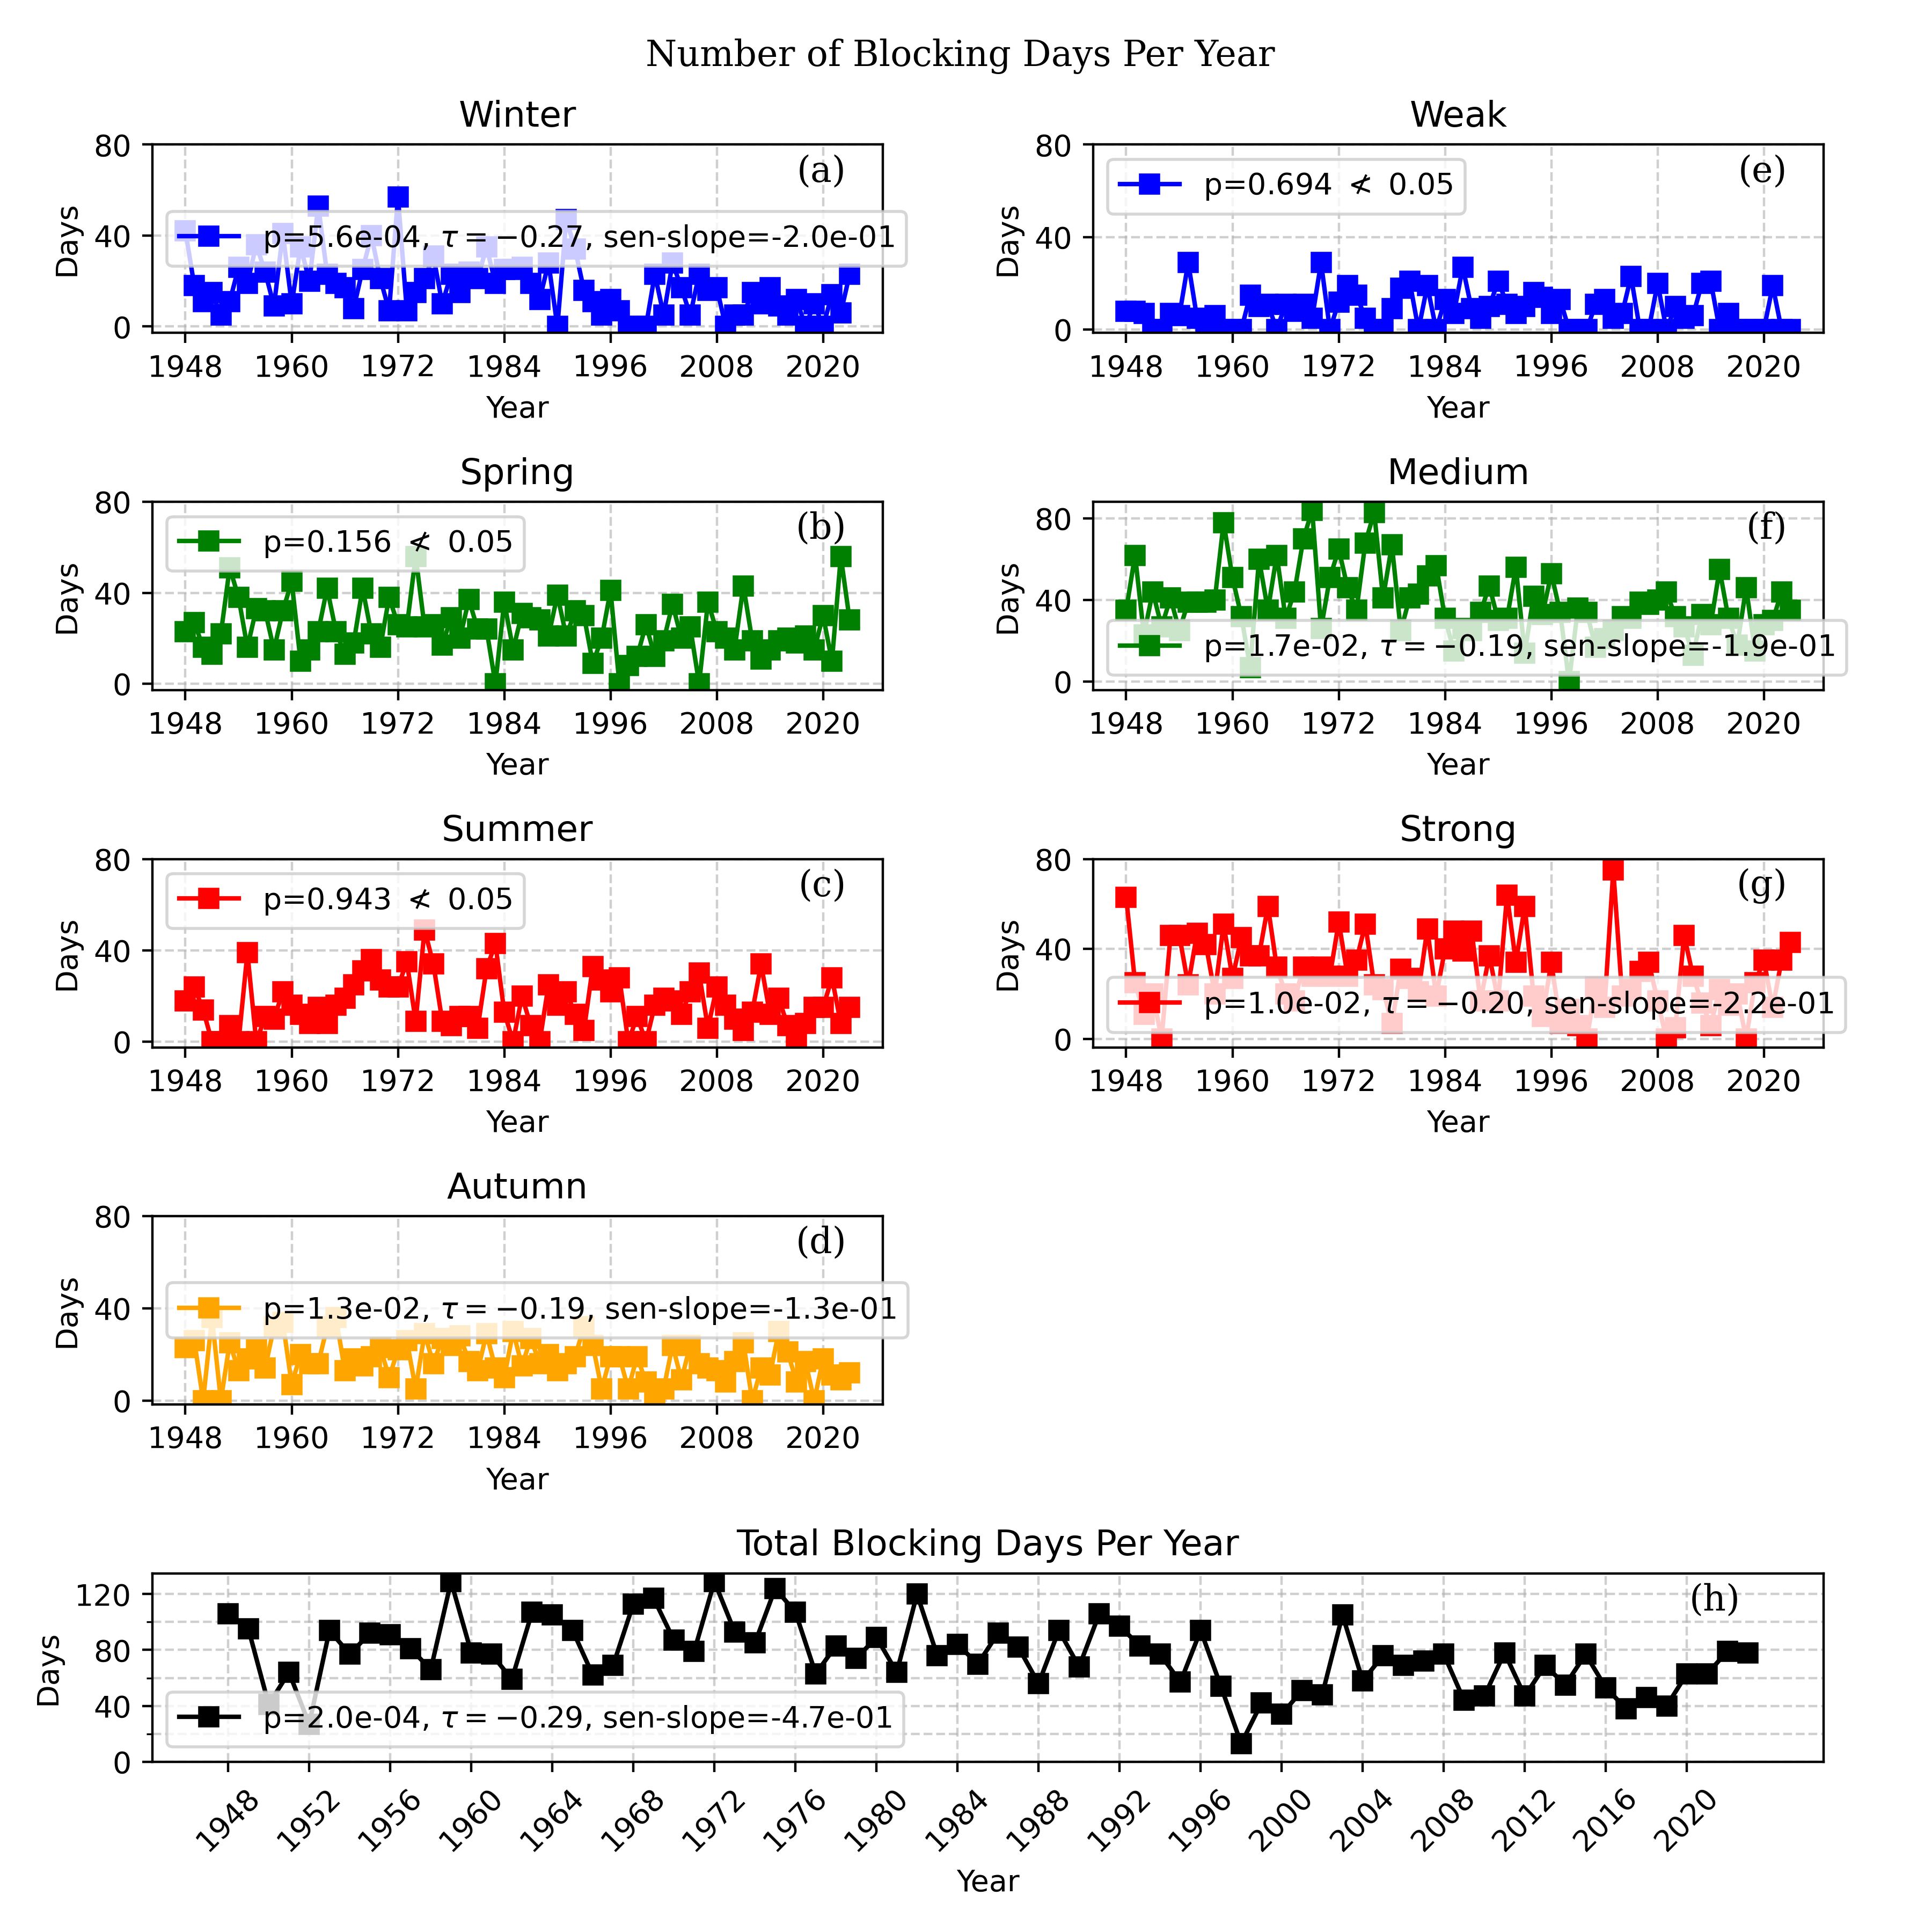 Number of Blocking Days Per Year
Winter
(a)
80
40
0
Days
p=5.6e-04, τ = −0.27, sen-slope=-2.0e-01
1948 1960 1972 1984 1996 2008 2020
Year
Weak
(e)
80
40
0
Days
p=0.694 ≮ 0.05
1948 1960 1972 1984 1996 2008 2020
Year
Spring
(b)
80
40
0
Days
p=0.156 ≮ 0.05
1948 1960 1972 1984 1996 2008 2020
Year
Medium
(f)
80
40
0
Days
p=1.7e-02, τ = −0.19, sen-slope=-1.9e-01
1948 1960 1972 1984 1996 2008 2020
Year
Summer
(c)
80
40
0
Days
p=0.943 ≮ 0.05
1948 1960 1972 1984 1996 2008 2020
Year
Strong
(g)
80
40
0
Days
p=1.0e-02, τ = −0.20, sen-slope=-2.2e-01
1948 1960 1972 1984 1996 2008 2020
Year
Autumn
(d)
80
40
0
Days
p=1.3e-02, τ = −0.19, sen-slope=-1.3e-01
1948 1960 1972 1984 1996 2008 2020
Year
Total Blocking Days Per Year
(h)
120
80
40
0
Days
p=2.0e-04, τ = −0.29, sen-slope=-4.7e-01
1948 1952 1956 1960 1964 1968 1972 1976 1980 1984 1988 1992 1996 2000 2004 2008 2012 2016 2020
Year